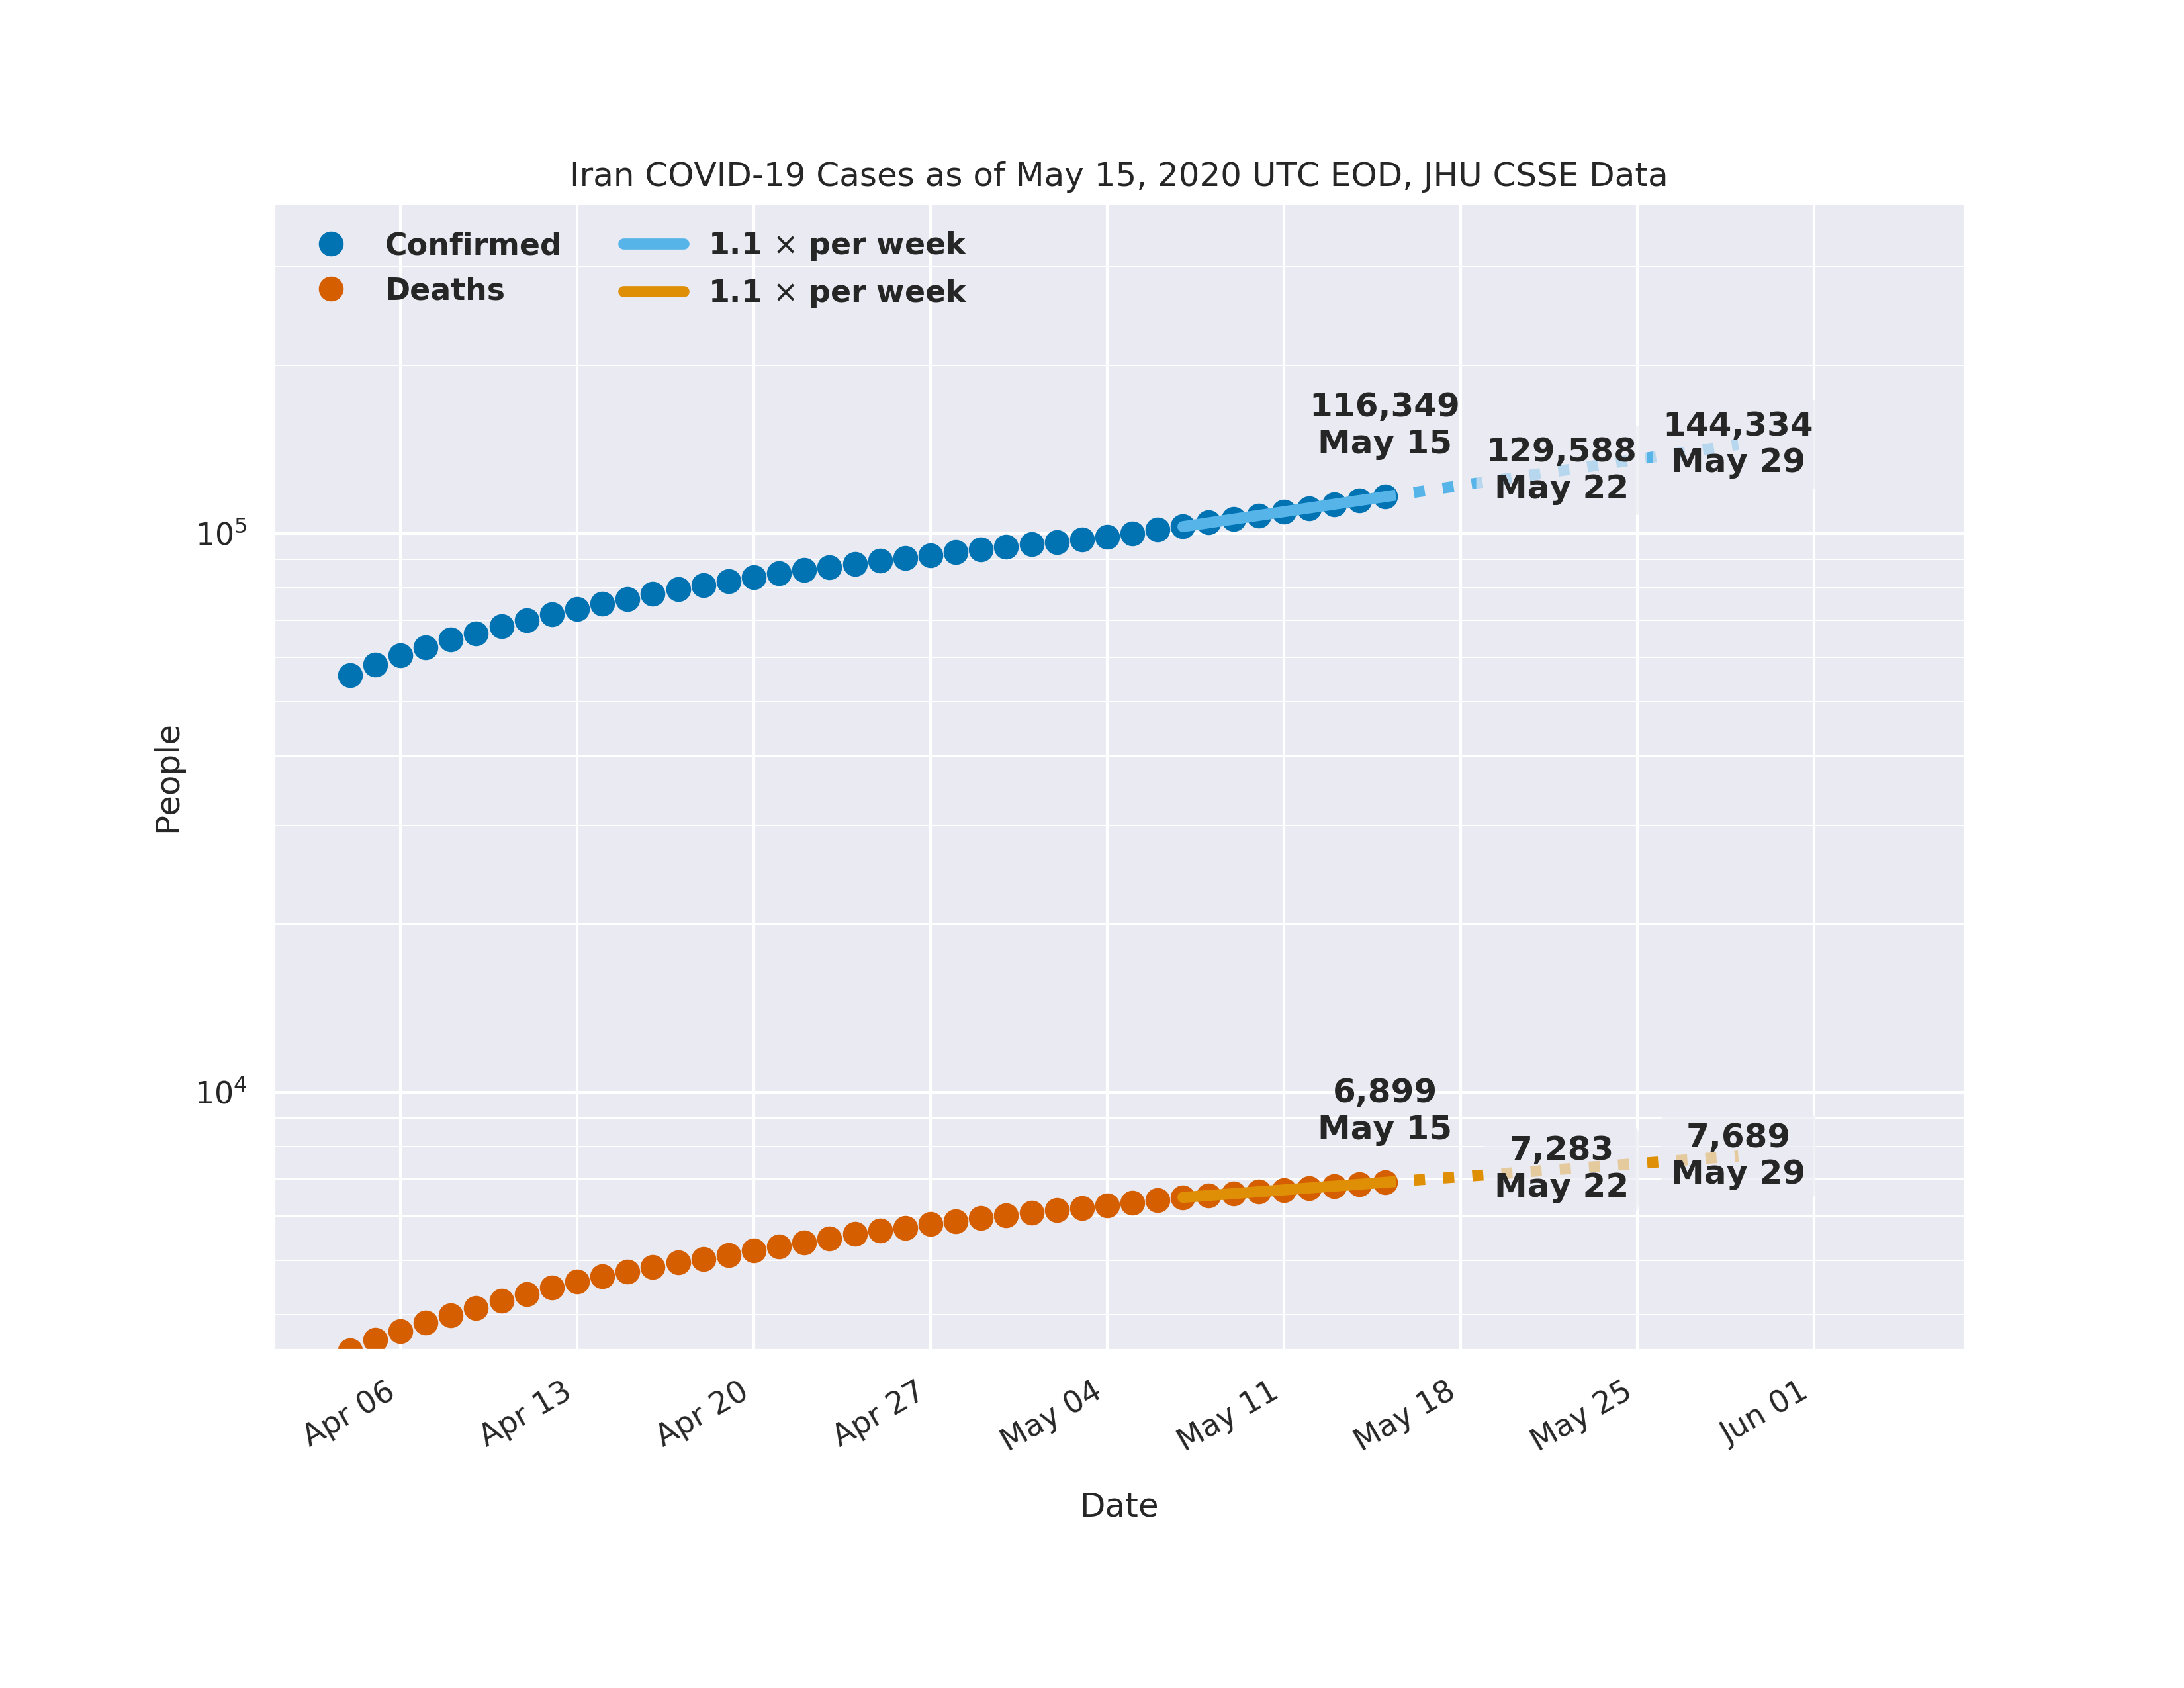 Iran COVID-19 Cases as of May 15, 2020 UTC EOD, JHU CSSE Data
Confirmed
Deaths
1.1 × per week
1.1 × per week
116,349
May 15
129,588
May 22
144,334
May 29
10⁵
People
10⁴
6,899
May 15
7,283
May 22
7,689
May 29
Apr 06
Apr 13
Apr 20
Apr 27
May 04
May 11
May 18
May 25
Jun 01
Date